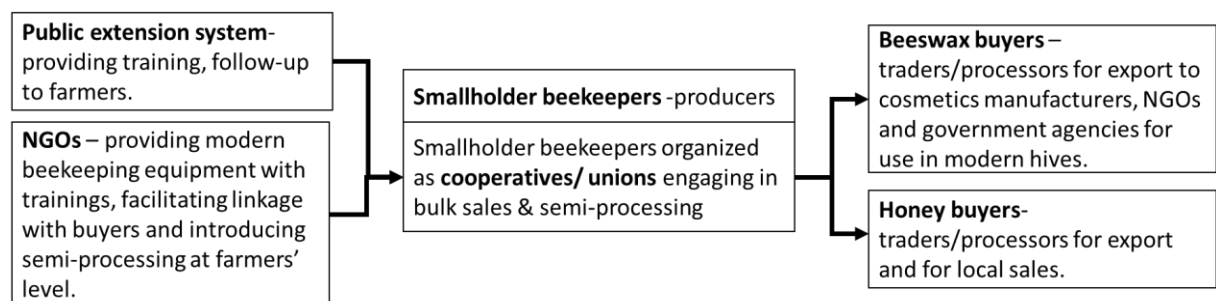 Public extension system-
providing training, follow-up
to farmers.
NGOs – providing modern
beekeeping equipment with
trainings, facilitating linkage
with buyers and introducing
semi-processing at farmers’
level.
Smallholder beekeepers -producers
Smallholder beekeepers organized
as cooperatives/ unions engaging in
bulk sales & semi-processing
Beeswax buyers –
traders/processors for export to
cosmetics manufacturers, NGOs
and government agencies for
use in modern hives.
Honey buyers-
traders/processors for export
and for local sales.